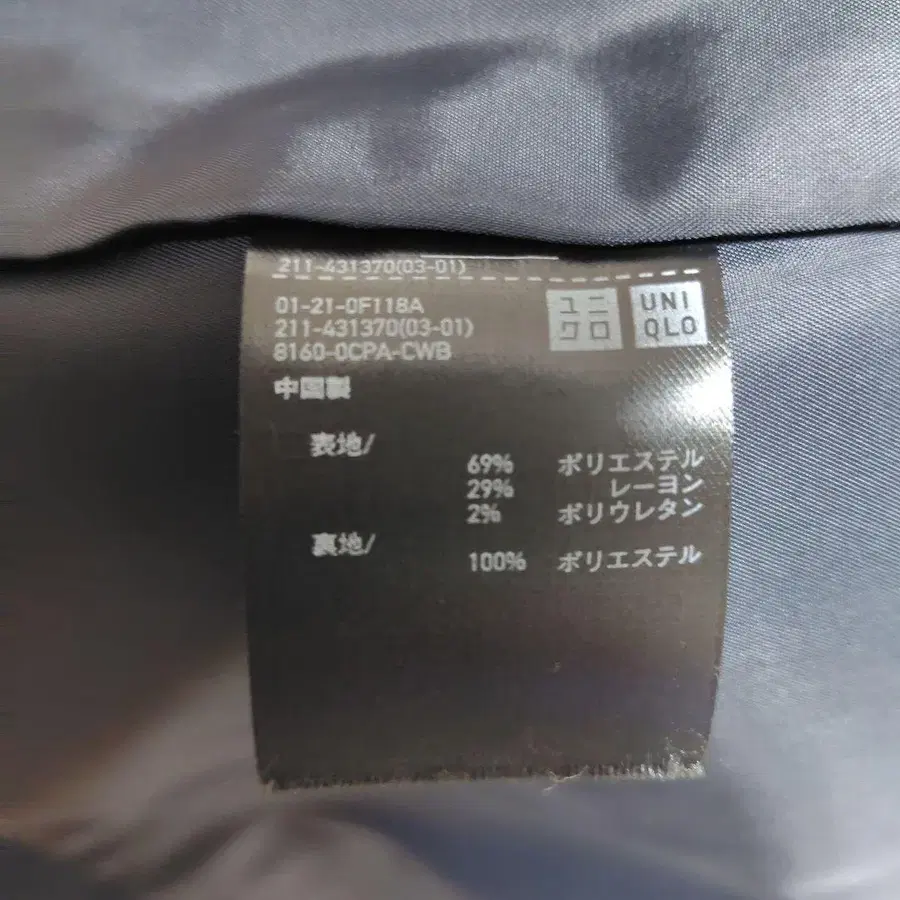 211-431370(03-01)
01-21-0F118A
211-431370(03-01)
8160-0CPA-CWB
ユニ
クロ
UNI
QLO
中国製
表地/
69% ポリエステル
29% レーヨン
2% ポリウレタン
裏地/
100% ポリエステル